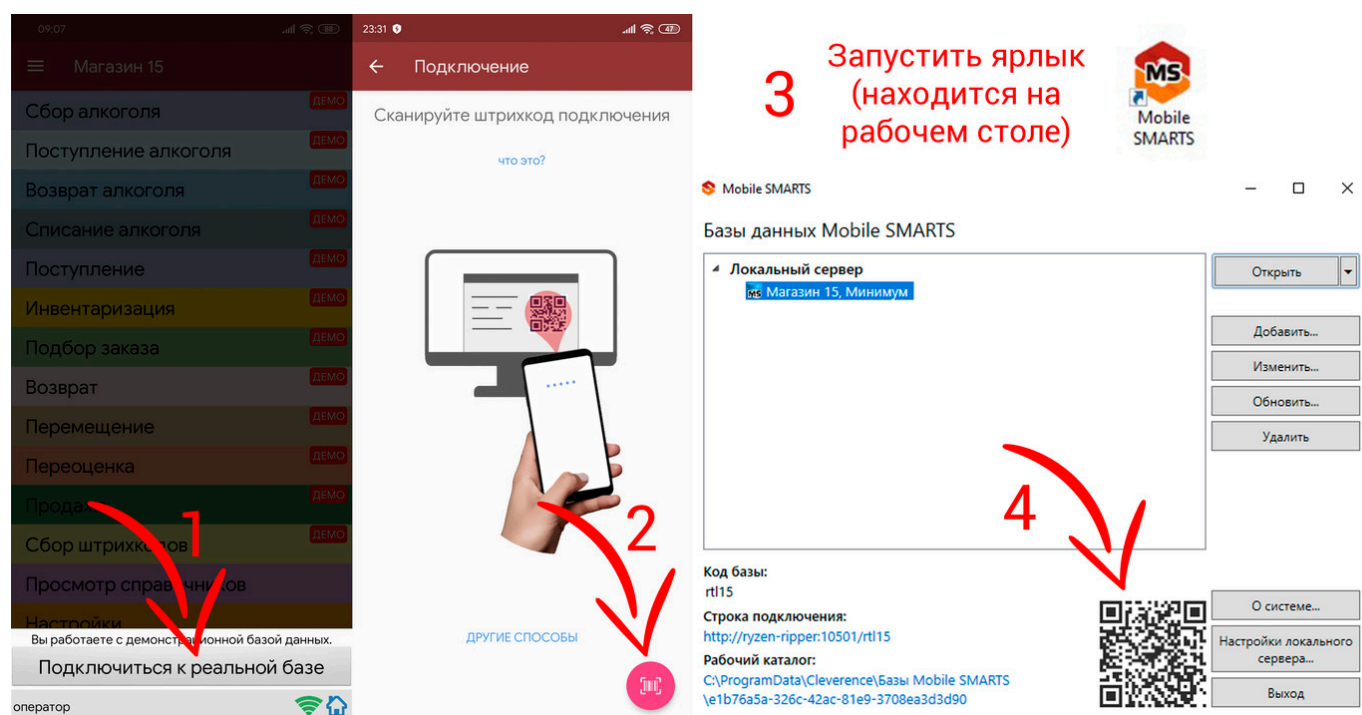 09:07
88
Магазин 15
Сбор алкоголя
ДЕМО
Поступление алкоголя
ДЕМО
Возврат алкоголя
ДЕМО
Списание алкоголя
ДЕМО
Поступление
ДЕМО
Инвентаризация
ДЕМО
Подбор заказа
ДЕМО
Возврат
ДЕМО
Перемещение
ДЕМО
Переоценка
ДЕМО
ДЕМО
1
Сбор
ДЕМО
Просмотр
Настройки
Вы работаете с демонстрационной базой данных.
Подключиться к реальной базе
оператор
23:31
47
Подключение
Сканируйте штрихкод подключения
что это?
2
ДРУГИЕ СПОСОБЫ
3
Запустить ярлык
(находится на
рабочем столе)
MS
Mobile
SMARTS
Mobile SMARTS
Базы данных Mobile SMARTS
Локальный сервер
MS Магазин 15, Минимум
Открыть
Добавить...
Изменить...
Обновить...
Удалить
4
Код базы:
rtl15
Строка подключения:
http://ryzen-ripper:10501/rtl15
Рабочий каталог:
C:\ProgramData\Cleverence\Базы Mobile SMARTS
\e1b76a5a-326c-42ac-81e9-3708ea3d3d90
О системе...
Настройки локального
сервера...
Выход